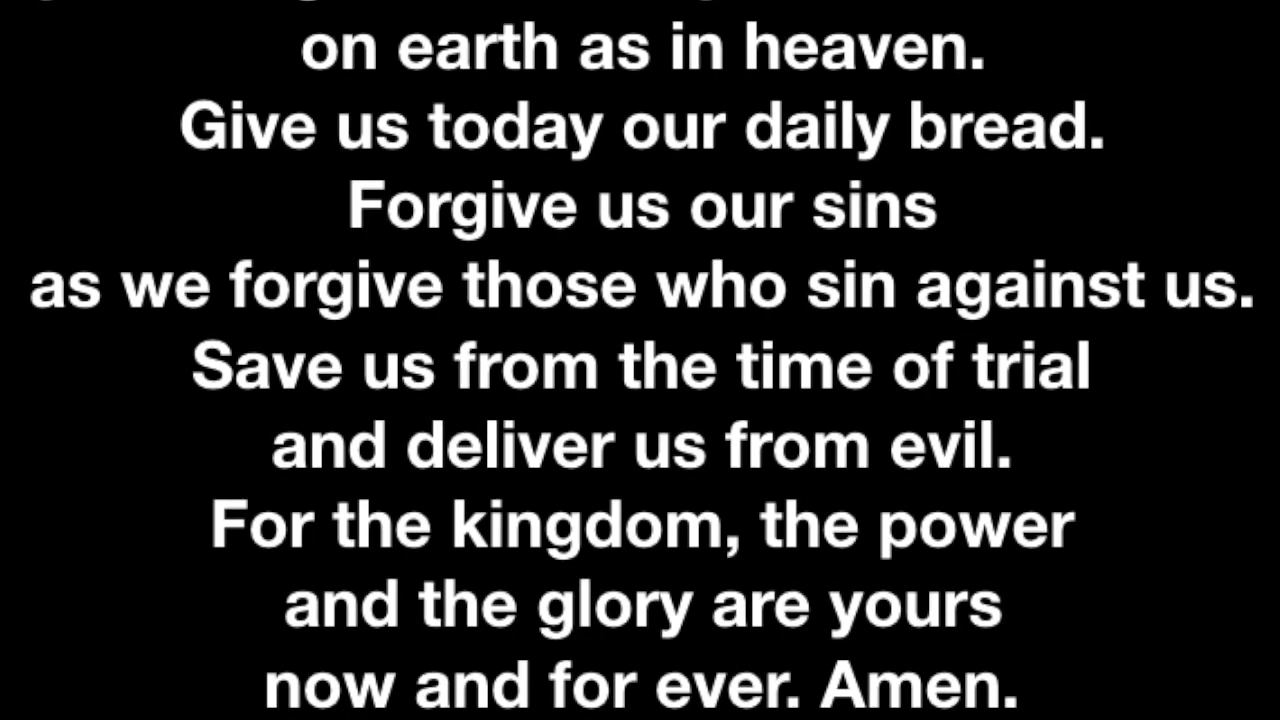 on earth as in heaven.
Give us today our daily bread.
Forgive us our sins
as we forgive those who sin against us.
Save us from the time of trial
and deliver us from evil.
For the kingdom, the power
and the glory are yours
now and for ever. Amen.